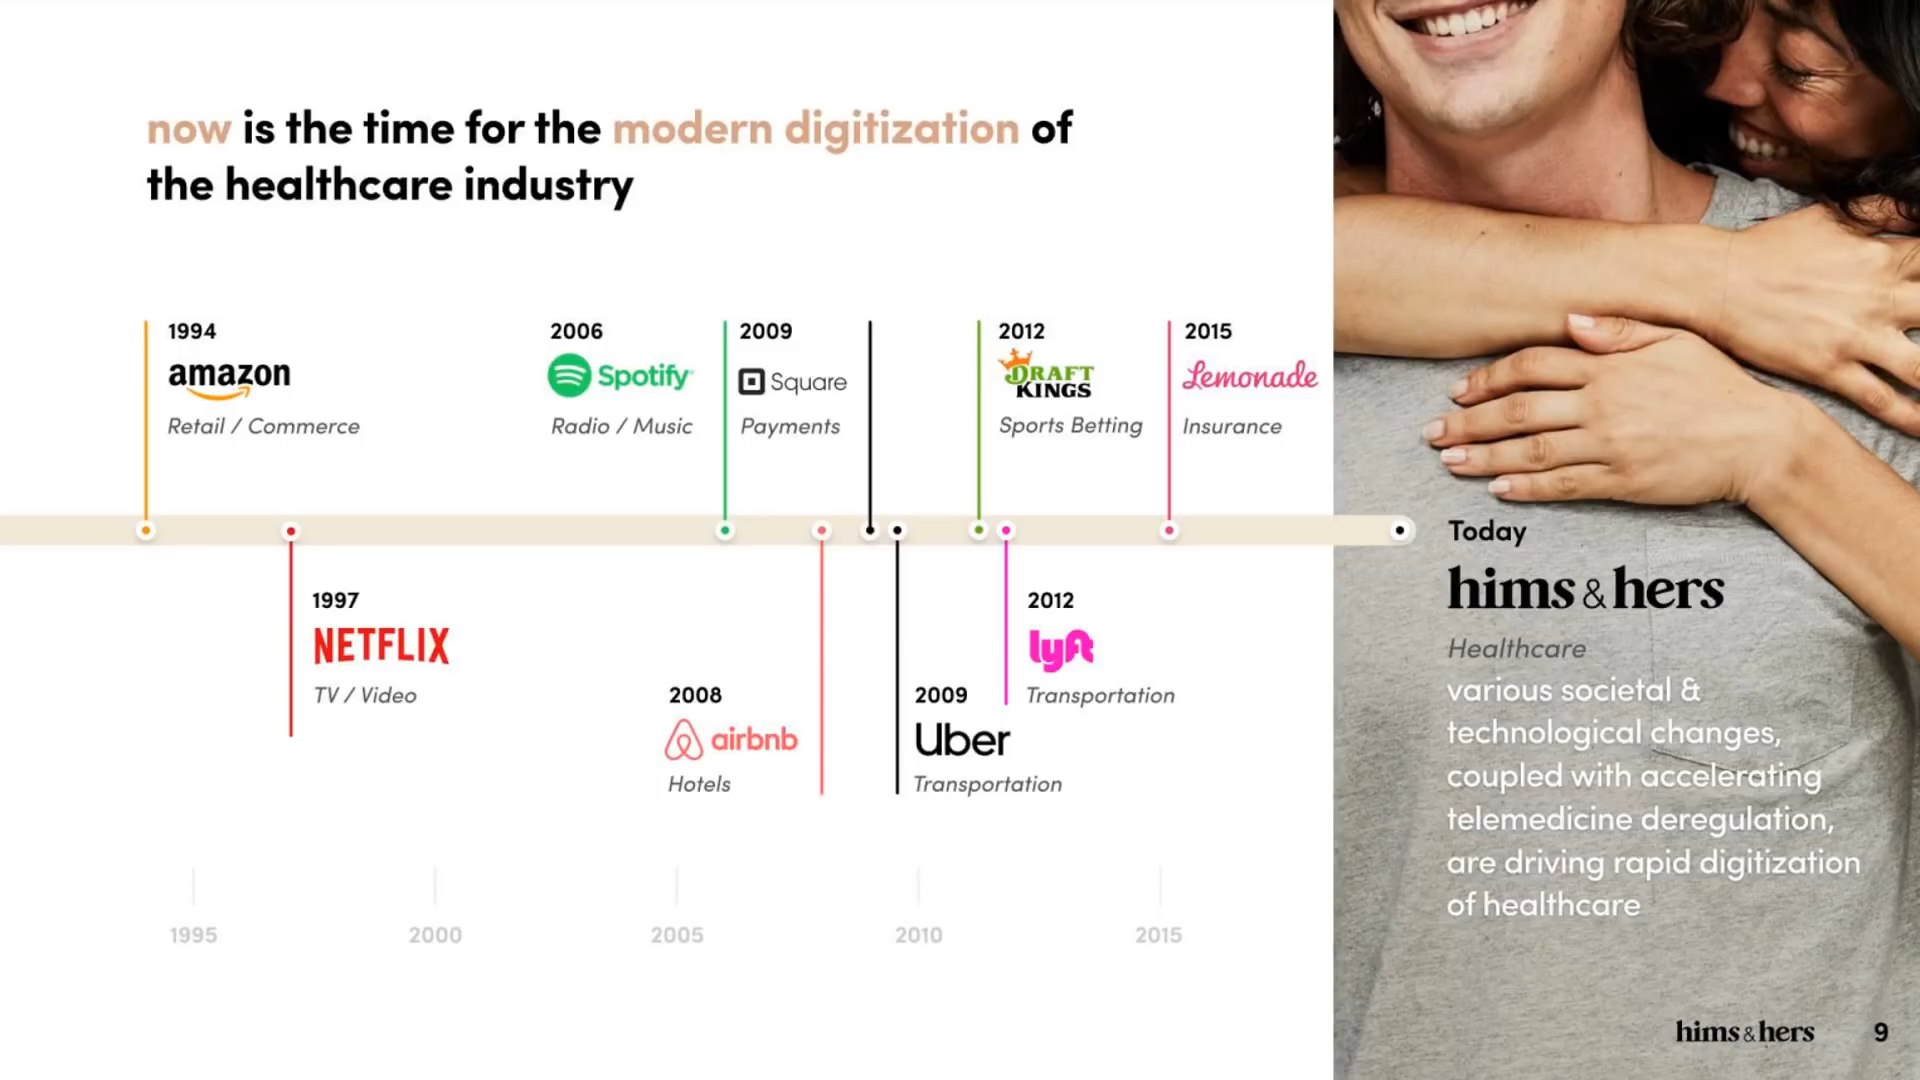 now is the time for the modern digitization of
the healthcare industry
1994
amazon
Retail / Commerce
2006
Spotify
Radio / Music
2009
Square
Payments
2012
DRAFT
KINGS
Sports Betting
2015
Lemonade
Insurance
1997
NETFLIX
TV / Video
2008
airbnb
Hotels
2009
Uber
Transportation
2012
lyft
Transportation
Today
hims & hers
Healthcare
various societal &
technological changes,
coupled with accelerating
telemedicine deregulation,
are driving rapid digitization
of healthcare
1995
2000
2005
2010
2015
hims & hers
9